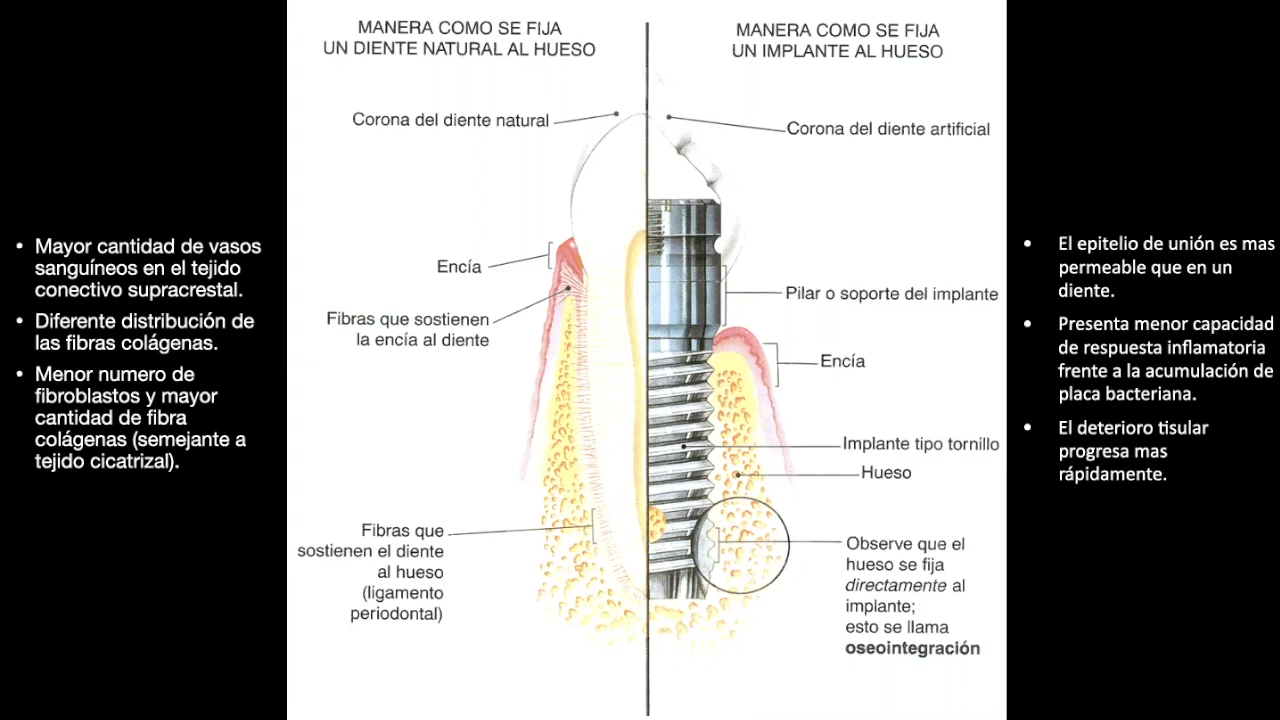 MANERA COMO SE FIJA
UN DIENTE NATURAL AL HUESO
MANERA COMO SE FIJA
UN IMPLANTE AL HUESO
Corona del diente natural
Corona del diente artificial
• Mayor cantidad de vasos
sanguíneos en el tejido
conectivo supracrestal.
• Diferente distribución de
las fibras colágenas.
• Menor numero de
fibroblastos y mayor
cantidad de fibra
colágenas (semejante a
tejido cicatrizal).
Encía
Fibras que sostienen
la encía al diente
Fibras que
sostienen el diente
al hueso
(ligamento
periodontal)
Pilar o soporte del implante
Encía
Implante tipo tornillo
Hueso
Observe que el
hueso se fija
directamente al
implante;
esto se llama
oseointegración
• El epitelio de unión es mas
permeable que en un
diente.
• Presenta menor capacidad
de respuesta inflamatoria
frente a la acumulación de
placa bacteriana.
• El deterioro tisular
progresa mas
rápidamente.